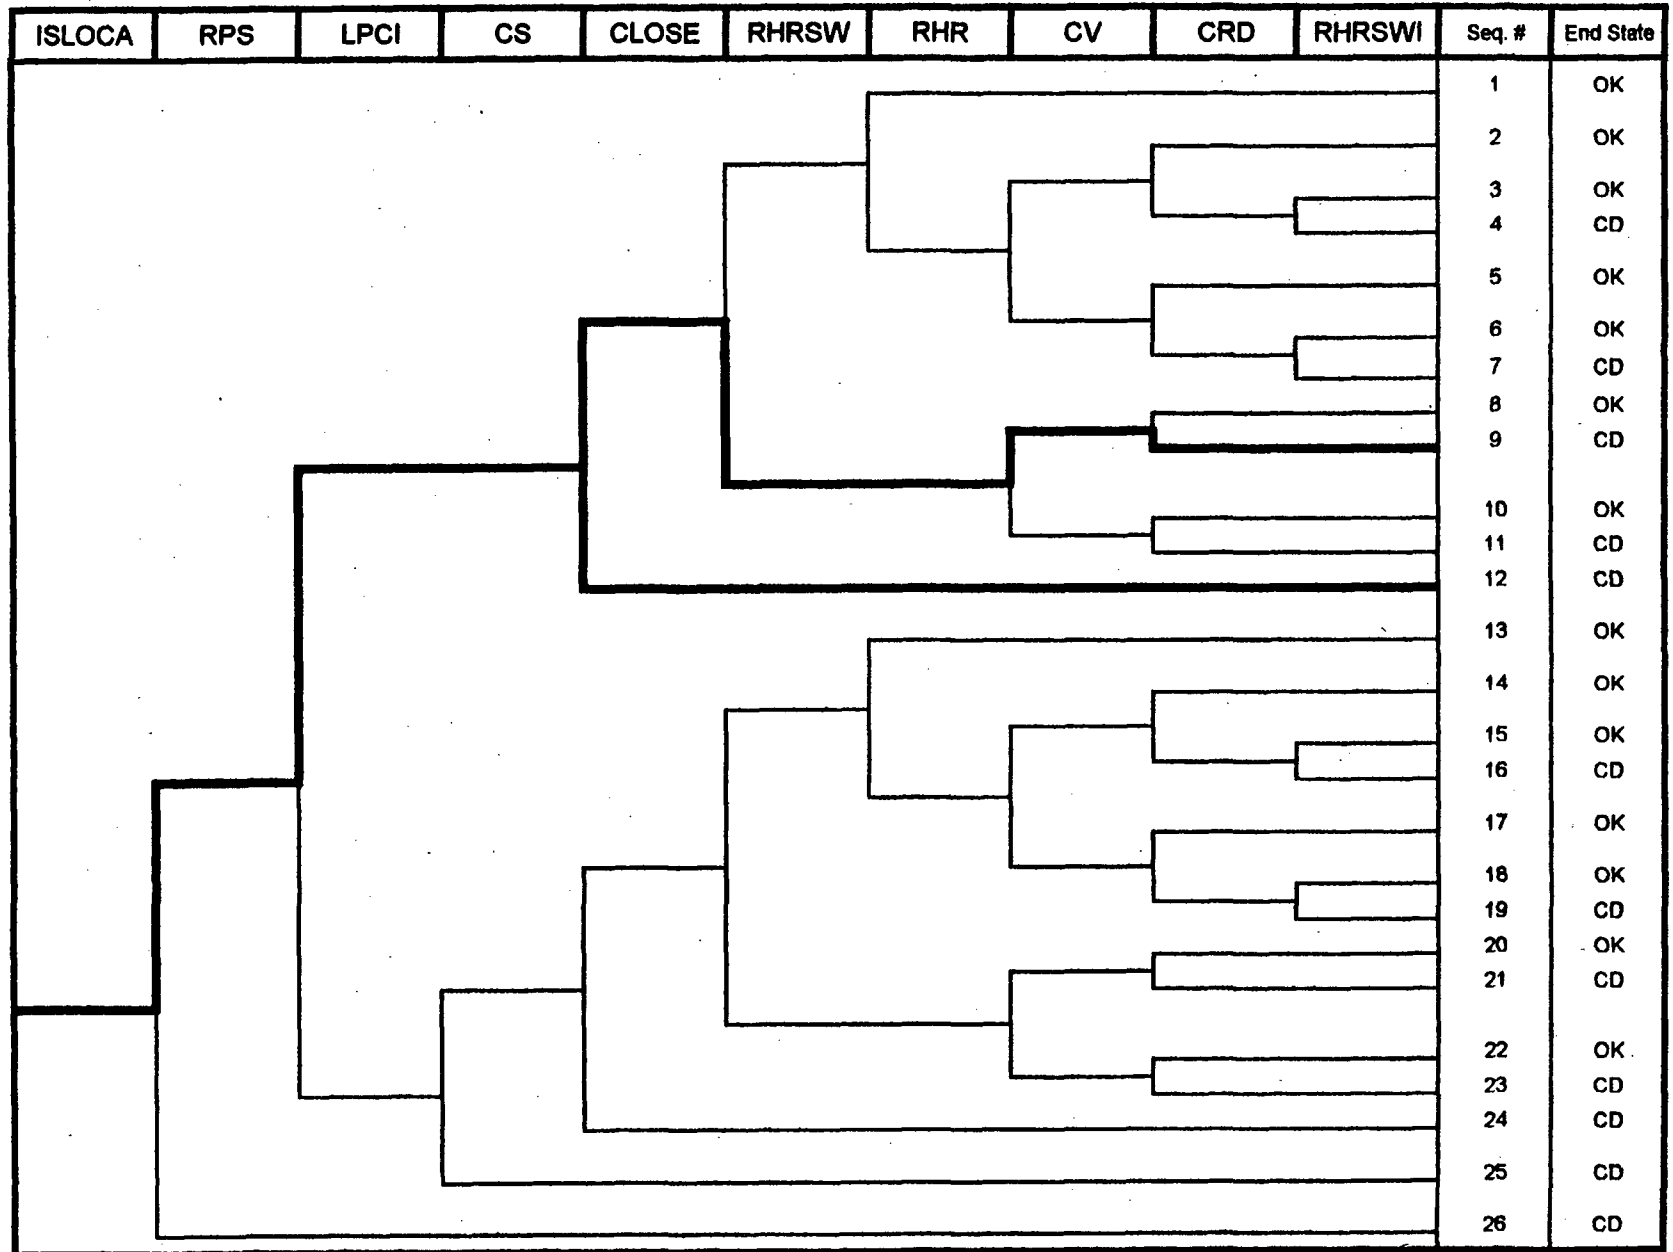 ISLOCA RPS LPCI CS CLOSE RHRSW RHR CV CRD RHRSWI Seq. # End State
1 OK
2 OK
3 OK
4 CD
5 OK
6 OK
7 CD
8 OK
9 CD
10 OK
11 CD
12 CD
13 OK
14 OK
15 OK
16 CD
17 OK
18 OK
19 CD
20 OK
21 CD
22 OK
23 CD
24 CD
25 CD
26 CD